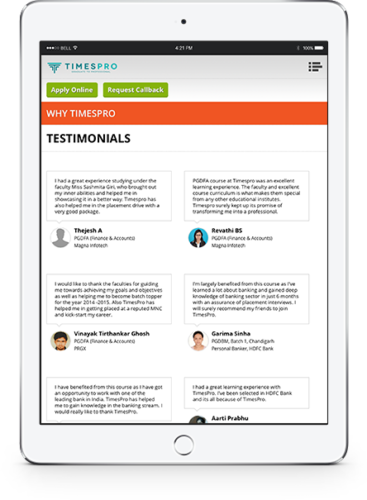 BELL
4:21 PM
100%
TIMESPRO
Apply Online
Request Callback
WHY TIMESPRO
TESTIMONIALS
I had a great experience studying under the
faculty Miss Sashmita Giri, who brought out
my inner abilities and helped me in
showcasing it in a better way. Timespro has
also helped me in the placement drive with a
very good package.
Thejesh A
PGDFA (Finance & Accounts)
Magna Infotech
PGDFA course at Timespro was an excellent
learning experience. The faculty and excellent
course curriculum is what makes them special
from any other educational institutes.
Timespro surely kept up its promise of
transforming me into a professional.
Revathi BS
PGDFA (Finance & Accounts)
Magna Infotech
I would like to thank the faculties for guiding
me towards achieving my goals and objectives
as well as helping me to become batch topper
for the year 2014 -2015. Also TimesPro has
helped me in getting placed at a reputed MNC
and kick-start my career.
Vinayak Tirthankar Ghosh
PGDFA (Finance & Accounts)
PRGX
I'm largely benefited from this course as I've
learned a lot about banking and gained deep
knowledge of banking sector in just 6 months
with an assurance of placement interviews. I
will surely recommend my friends to join
TimesPro.
Garima Sinha
PGDBM, Batch 1, Chandigarh
Personal Banker, HDFC Bank
I have benefited from this course as I have got
an opportunity to work with one of the
leading bank in India. TimesPro has helped
me to gain knowledge in the banking stream. I
would really like to thank TimesPro.
I had a great learning experience with
TimesPro. I've been selected in HDFC Bank
and its all because of TimesPro.
Aarti Prabhu